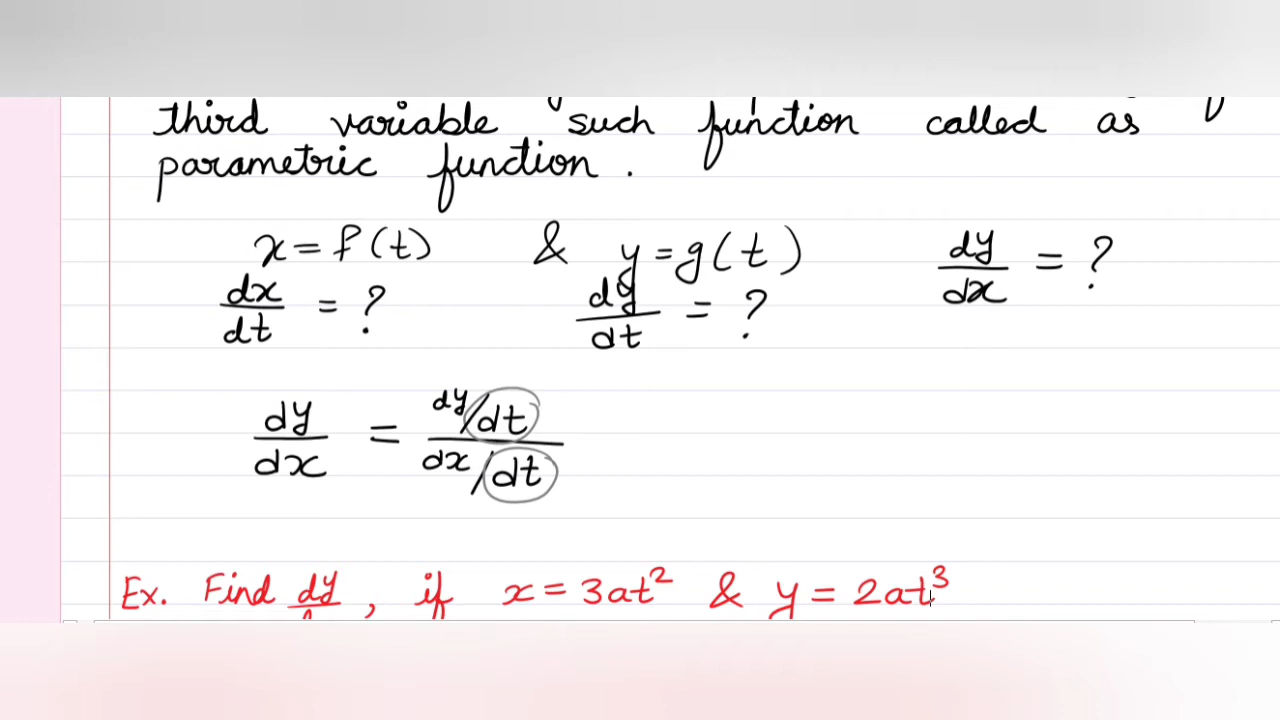 third variable such function called as
parametric function.
x = f(t) & y = g(t) dy/dx = ?
dx/dt = ? dy/dt = ?
dy/dx = (dy/dt)/(dx/dt)
Ex. Find dy/, if x = 3at² & y = 2at³